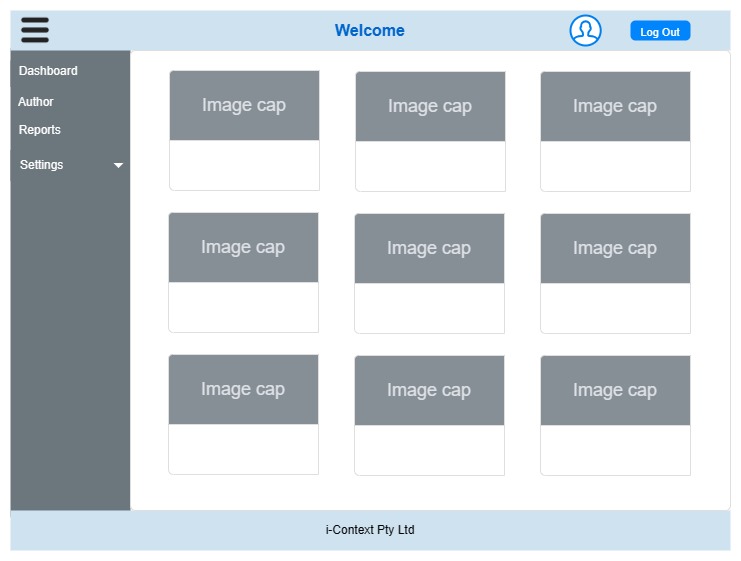 Welcome
Log Out
Dashboard
Author
Reports
Settings
Image cap
Image cap
Image cap
Image cap
Image cap
Image cap
Image cap
Image cap
Image cap
i-Context Pty Ltd